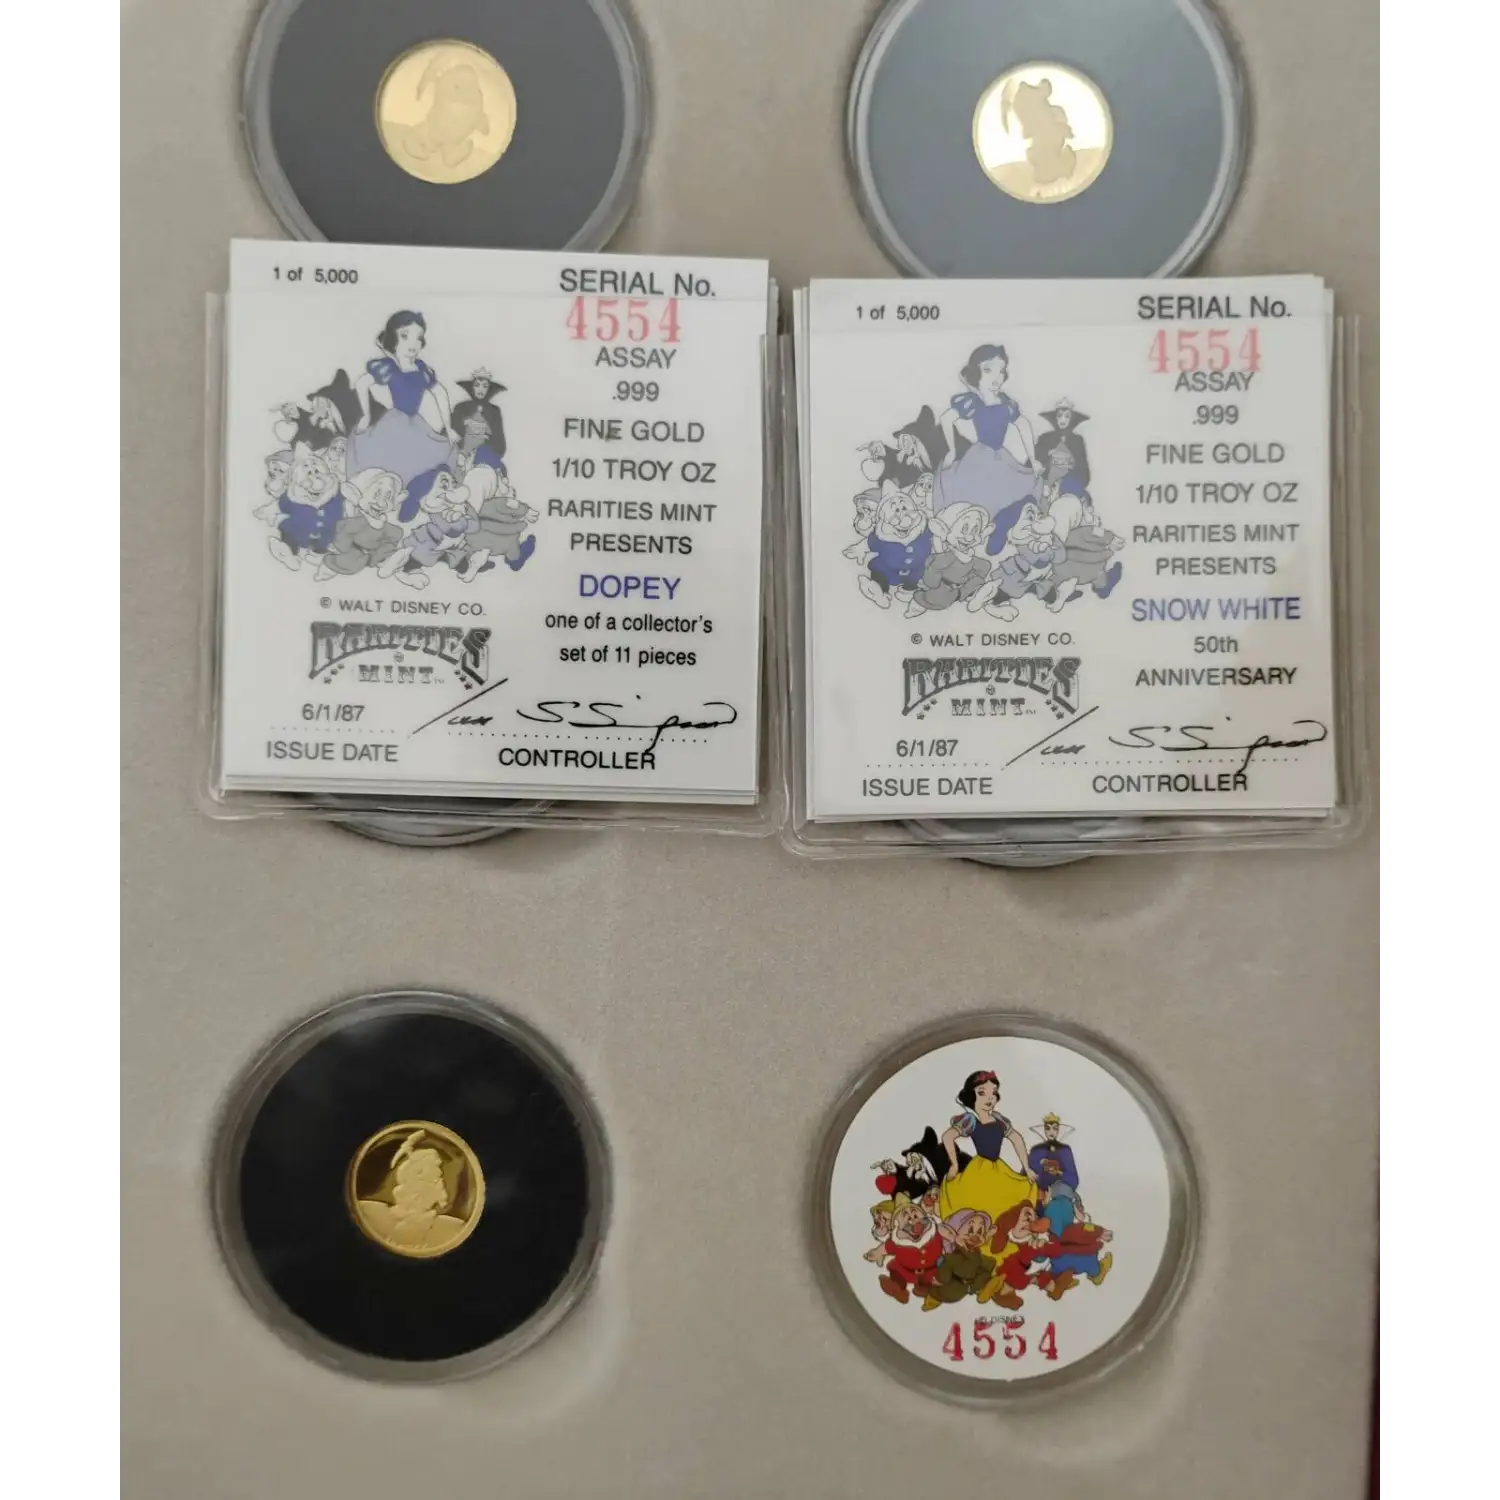 1 of 5,000
SERIAL No.
4554
ASSAY
.999
FINE GOLD
1/10 TROY OZ
RARITIES MINT
PRESENTS
DOPEY
one of a collector's
set of 11 pieces
© WALT DISNEY CO.
RARITIES
MINT™
6/1/87
ISSUE DATE
CONTROLLER
1 of 5,000
SERIAL No.
4554
ASSAY
.999
FINE GOLD
1/10 TROY OZ
RARITIES MINT
PRESENTS
SNOW WHITE
50th
ANNIVERSARY
© WALT DISNEY CO.
RARITIES
MINT™
6/1/87
ISSUE DATE
CONTROLLER
DISNEY
4554